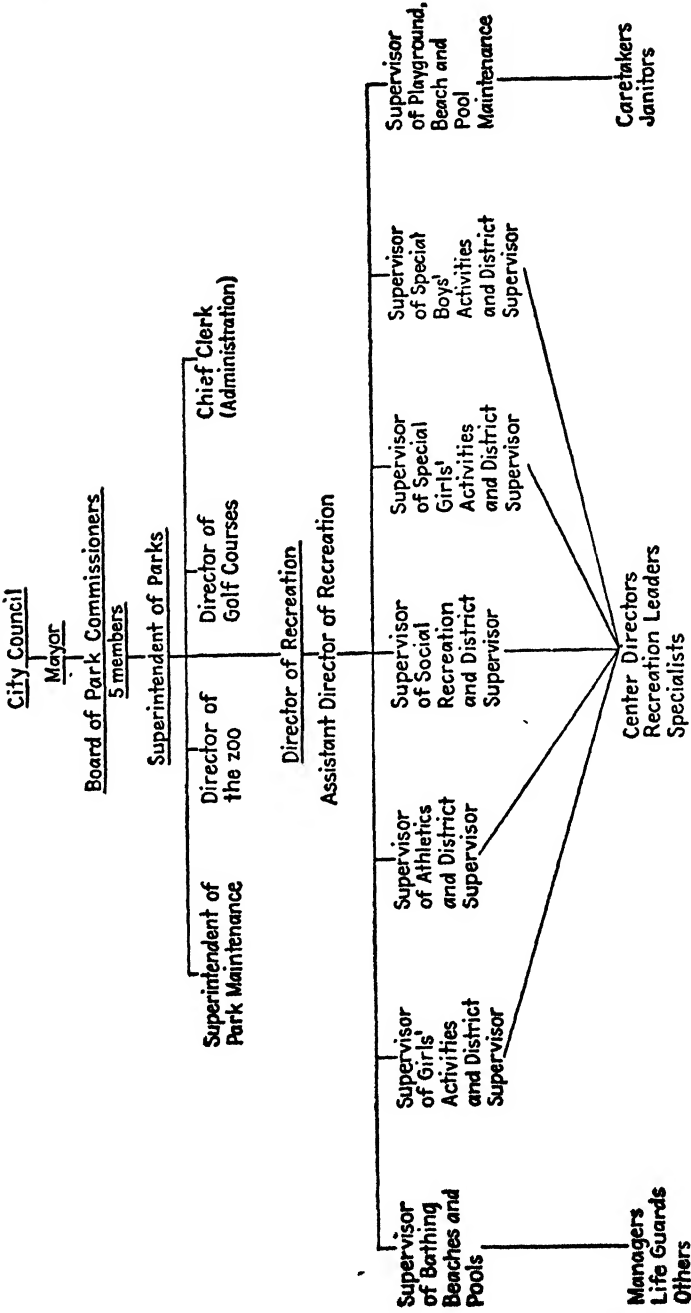 City Council
Mayor
Board of Park Commissioners
5 members
Superintendent of Parks
Superintendent of
Park Maintenance
Director of
the zoo
Director of
Golf Courses
Chief Clerk
(Administration)
Director of Recreation
Assistant Director of Recreation
Supervisor
of Bathing
Beaches and
Pools
Supervisor
of Girls'
Activities
and District
Supervisor
Supervisor
of Athletics
and District
Supervisor
Supervisor
of Social
Recreation
and District
Supervisor
Supervisor
of Special
Girls'
Activities
and District
Supervisor
Supervisor
of Special
Boys'
Activities
and District
Supervisor
Supervisor
of Playground,
Beach and
Pool
Maintenance
Managers
Life Guards
Others
Center Directors
Recreation Leaders
Specialists
Caretakers
Janitors